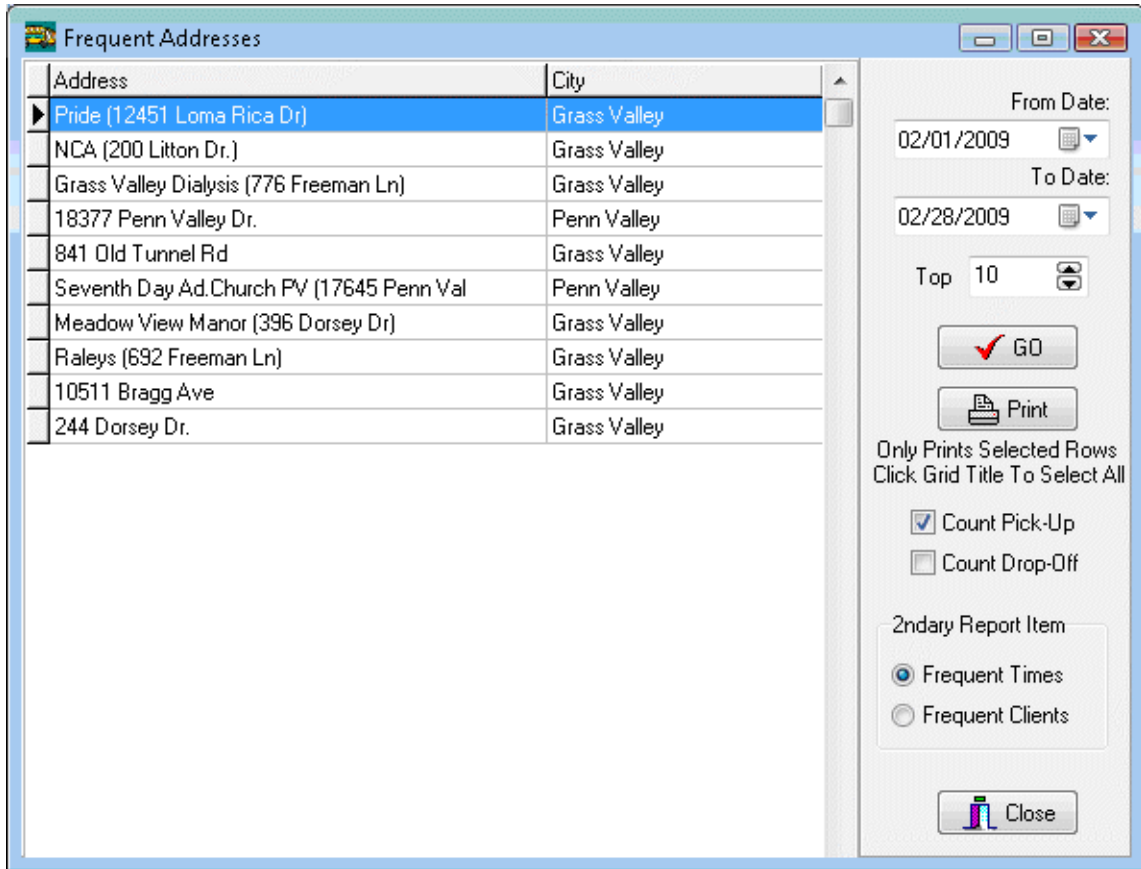 Frequent Addresses
Address City
Pride (12451 Loma Rica Dr) Grass Valley
NCA (200 Litton Dr.) Grass Valley
Grass Valley Dialysis (776 Freeman Ln) Grass Valley
18377 Penn Valley Dr. Penn Valley
841 Old Tunnel Rd Grass Valley
Seventh Day Ad.Church PV (17645 Penn Val Penn Valley
Meadow View Manor (396 Dorsey Dr) Grass Valley
Raleys (692 Freeman Ln) Grass Valley
10511 Bragg Ave Grass Valley
244 Dorsey Dr. Grass Valley
From Date:
02/01/2009
To Date:
02/28/2009
Top 10
GO
Print
Only Prints Selected Rows
Click Grid Title To Select All
Count Pick-Up
Count Drop-Off
2ndary Report Item
Frequent Times
Frequent Clients
Close